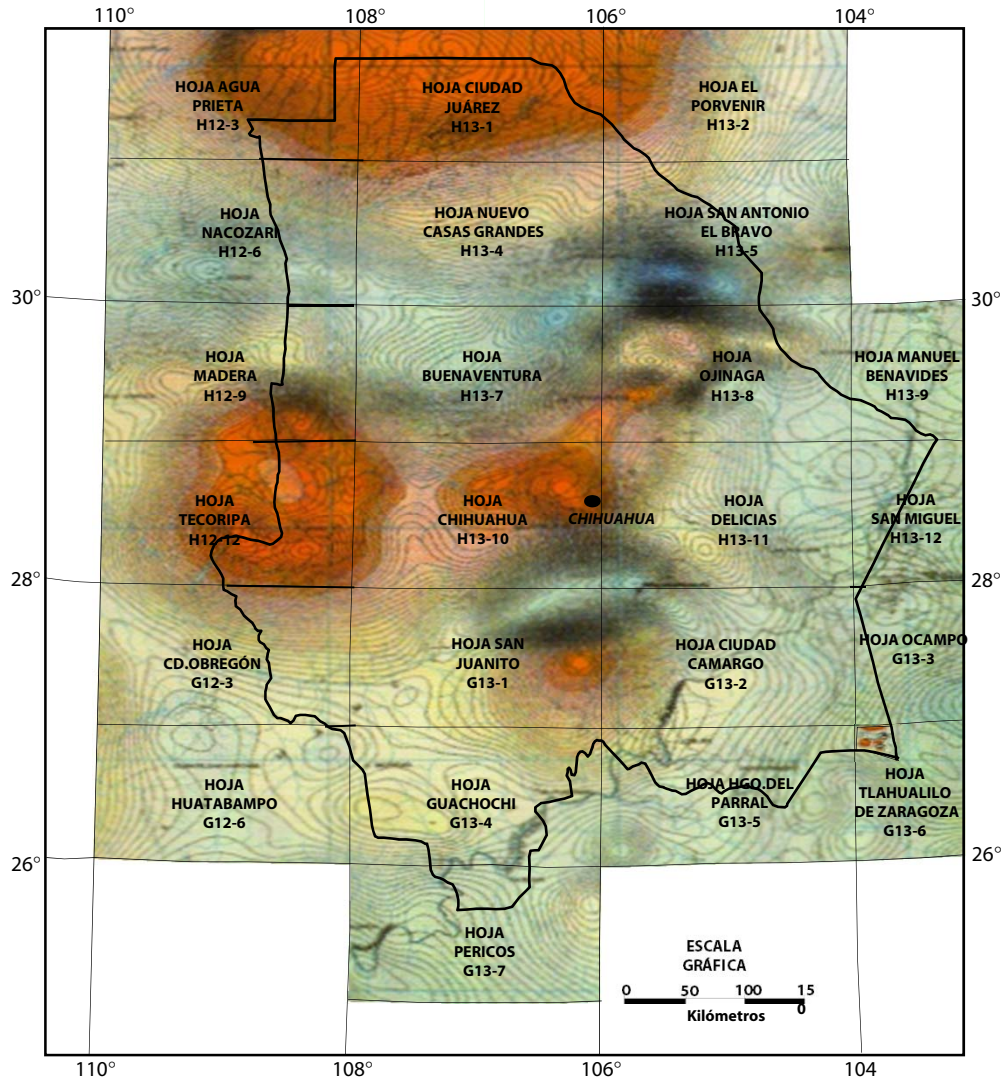 110°
108°
106°
104°
HOJA AGUA
PRIETA
H12-3
HOJA CIUDAD
JUÁREZ
H13-1
HOJA EL
PORVENIR
H13-2
HOJA
NACOZARI
H12-6
HOJA NUEVO
CASAS GRANDES
H13-4
HOJA SAN ANTONIO
EL BRAVO
H13-5
30°
30°
HOJA
MADERA
H12-9
HOJA
BUENAVENTURA
H13-7
HOJA
OJINAGA
H13-8
HOJA MANUEL
BENAVIDES
H13-9
HOJA
TECORIPA
H12-12
HOJA
CHIHUAHUA
H13-10
CHIHUAHUA
HOJA
DELICIAS
H13-11
HOJA
SAN MIGUEL
H13-12
28°
28°
HOJA
CD.OBREGÓN
G12-3
HOJA SAN
JUANITO
G13-1
HOJA CIUDAD
CAMARGO
G13-2
HOJA OCAMPO
G13-3
HOJA
HUATABAMPO
G12-6
HOJA
GUACHOCHI
G13-4
HOJA HGO.DEL
PARRAL
G13-5
HOJA
TLAHUALILO
DE ZARAGOZA
G13-6
26°
26°
HOJA
PERICOS
G13-7
ESCALA
GRÁFICA
0 50 100 15
0
Kilómetros
110°
108°
106°
104